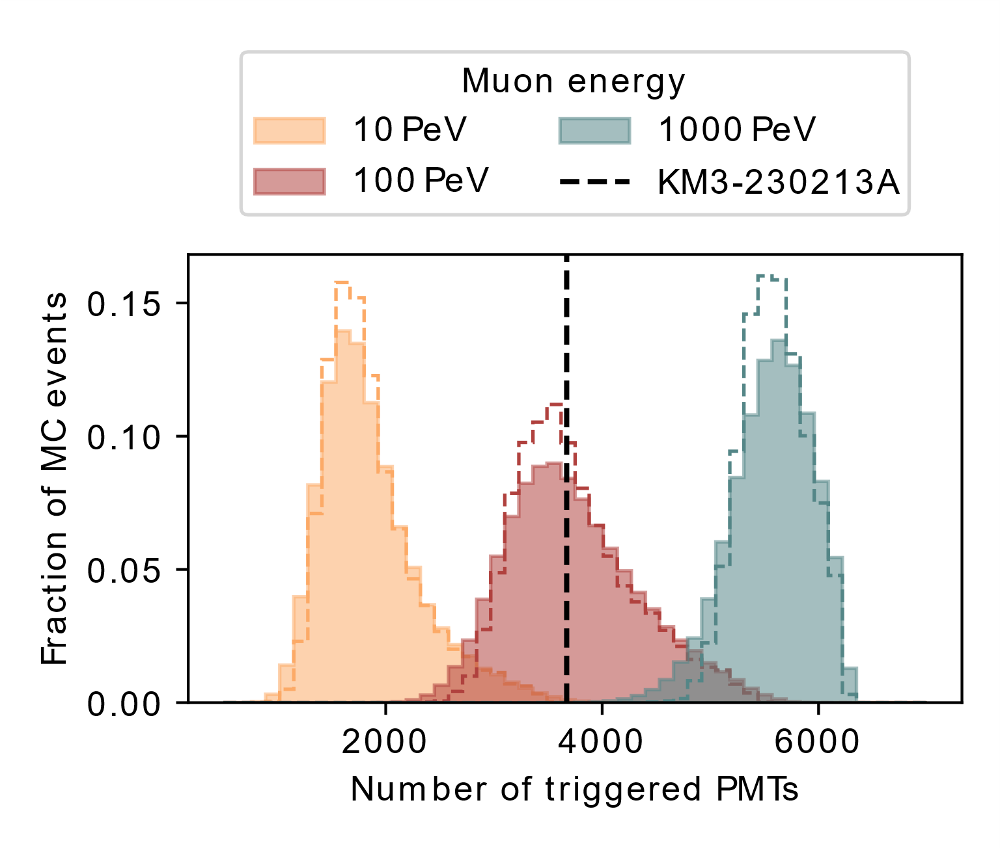 Muon energy
10 PeV
1000 PeV
100 PeV
KM3-230213A
Fraction of MC events
0.15
0.10
0.05
0.00
2000
4000
6000
Number of triggered PMTs